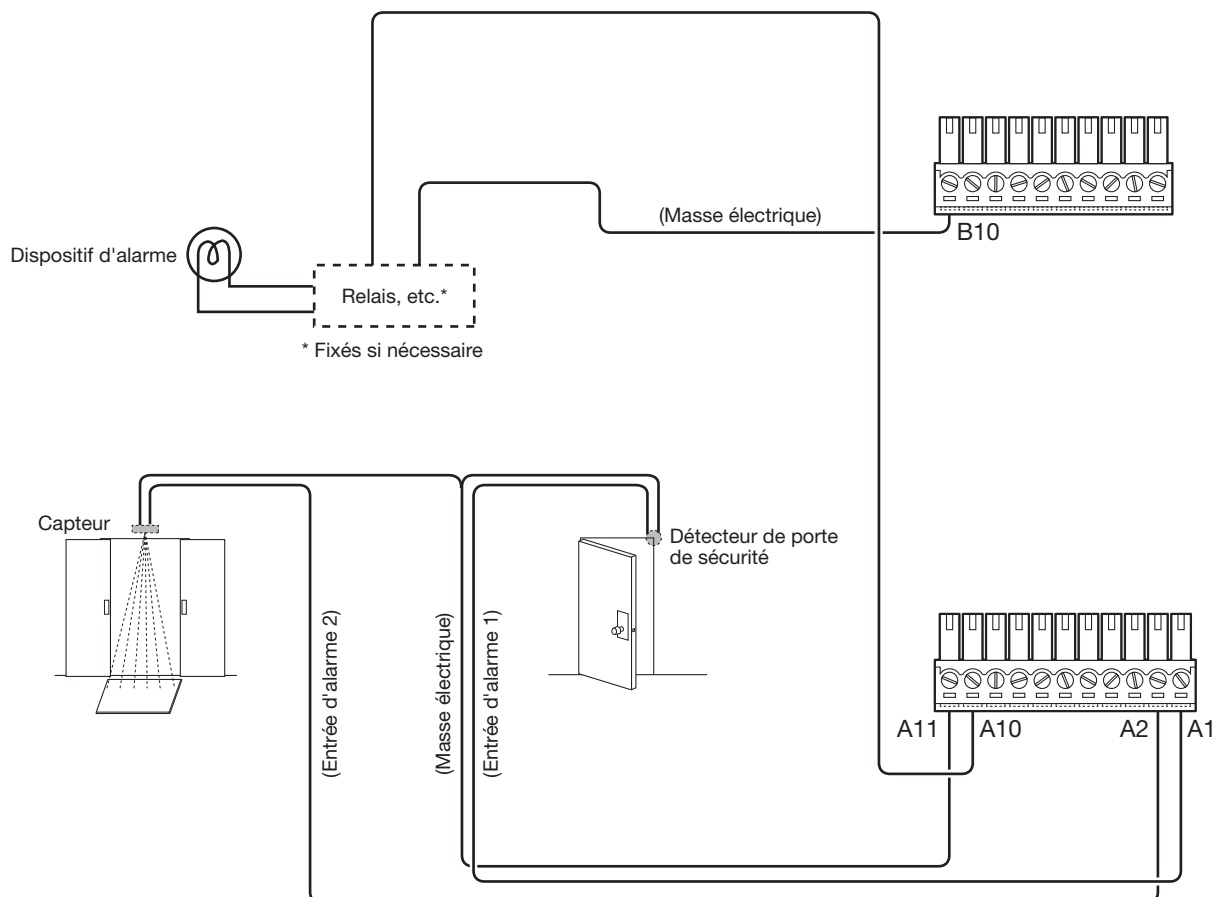 (Masse électrique)
B10
Dispositif d'alarme
Relais, etc.*
* Fixés si nécessaire
Capteur
Détecteur de porte
de sécurité
(Entrée d'alarme 2)
(Masse électrique)
(Entrée d'alarme 1)
A11
A10
A2
A1